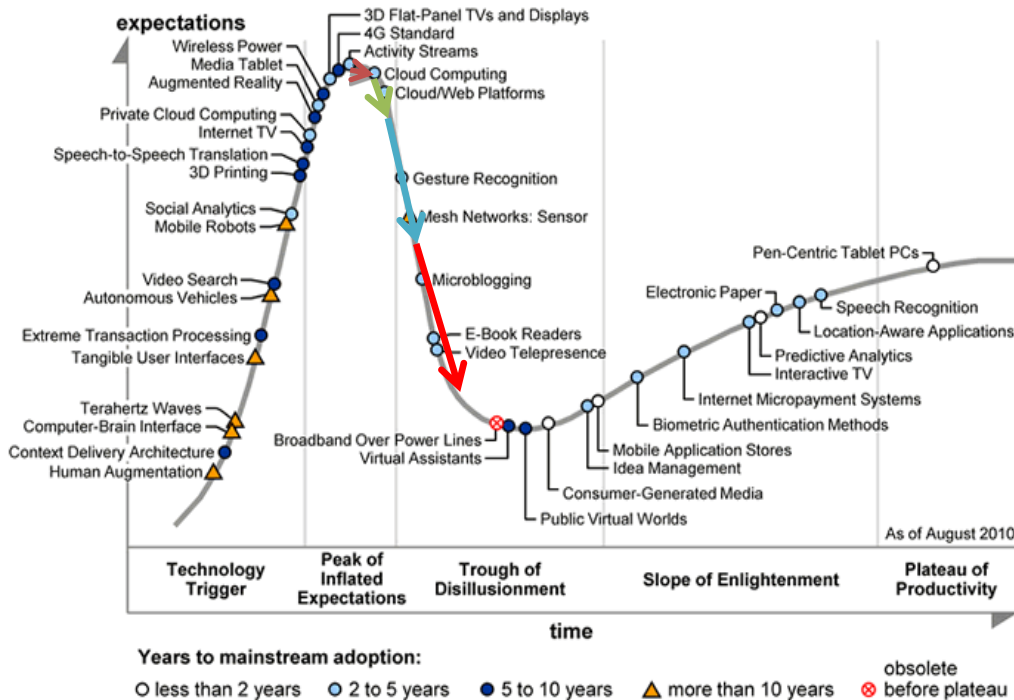 expectations
3D Flat-Panel TVs and Displays
4G Standard
Activity Streams
Wireless Power
Media Tablet
Augmented Reality
Cloud Computing
Cloud/Web Platforms
Private Cloud Computing
Internet TV
Speech-to-Speech Translation
3D Printing
Gesture Recognition
Social Analytics
Mobile Robots
Mesh Networks: Sensor
Pen-Centric Tablet PCs
Video Search
Autonomous Vehicles
Microblogging
Electronic Paper
Speech Recognition
Location-Aware Applications
Extreme Transaction Processing
Tangible User Interfaces
E-Book Readers
Video Telepresence
Predictive Analytics
Interactive TV
Internet Micropayment Systems
Terahertz Waves
Computer-Brain Interface
Biometric Authentication Methods
Context Delivery Architecture
Human Augmentation
Broadband Over Power Lines
Virtual Assistants
Mobile Application Stores
Idea Management
Consumer-Generated Media
Public Virtual Worlds
As of August 2010
Technology
Trigger
Peak of
Inflated
Expectations
Trough of
Disillusionment
Slope of Enlightenment
Plateau of
Productivity
time
Years to mainstream adoption:
less than 2 years
2 to 5 years
5 to 10 years
more than 10 years
obsolete
before plateau